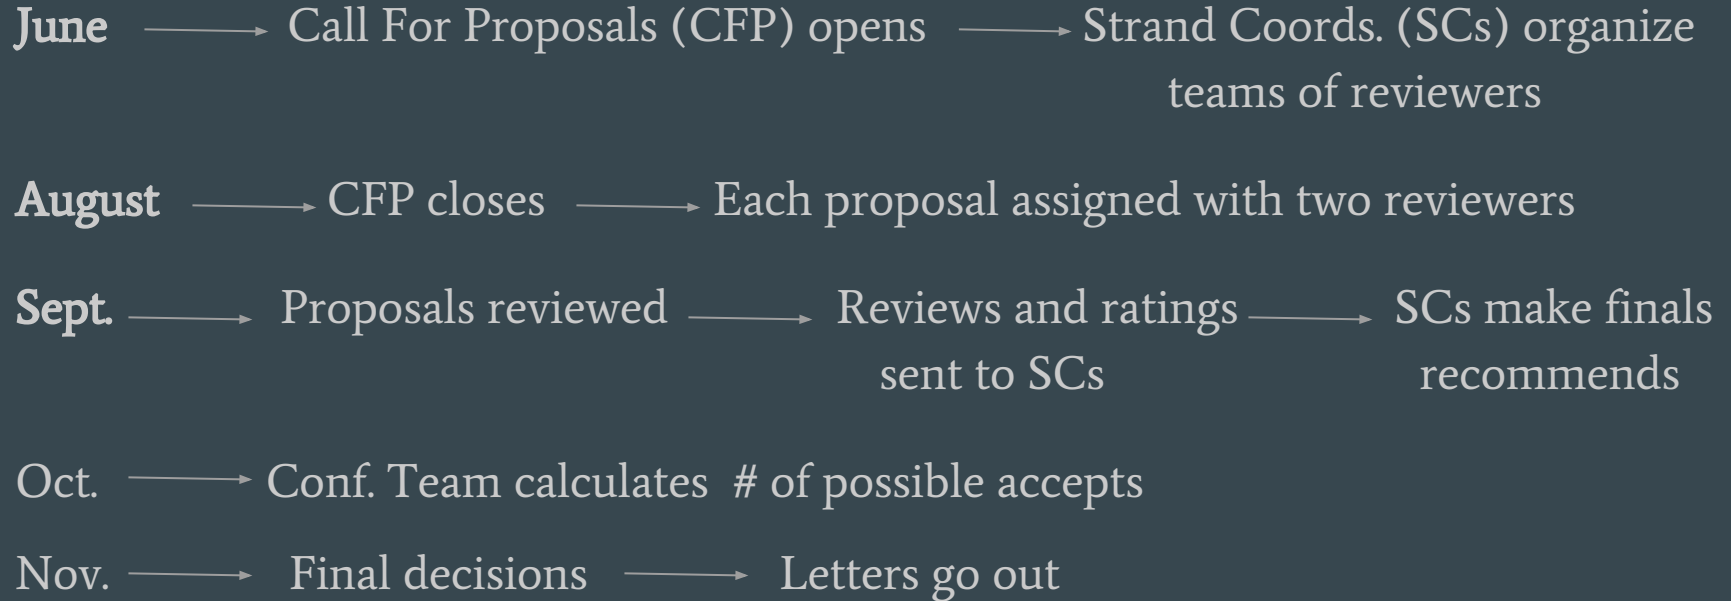 June Call For Proposals (CFP) opens Strand Coords. (SCs) organize
teams of reviewers
August CFP closes Each proposal assigned with two reviewers
Sept. Proposals reviewed Reviews and ratings SCs make finals
sent to SCs recommends
Oct. Conf. Team calculates # of possible accepts
Nov. Final decisions Letters go out